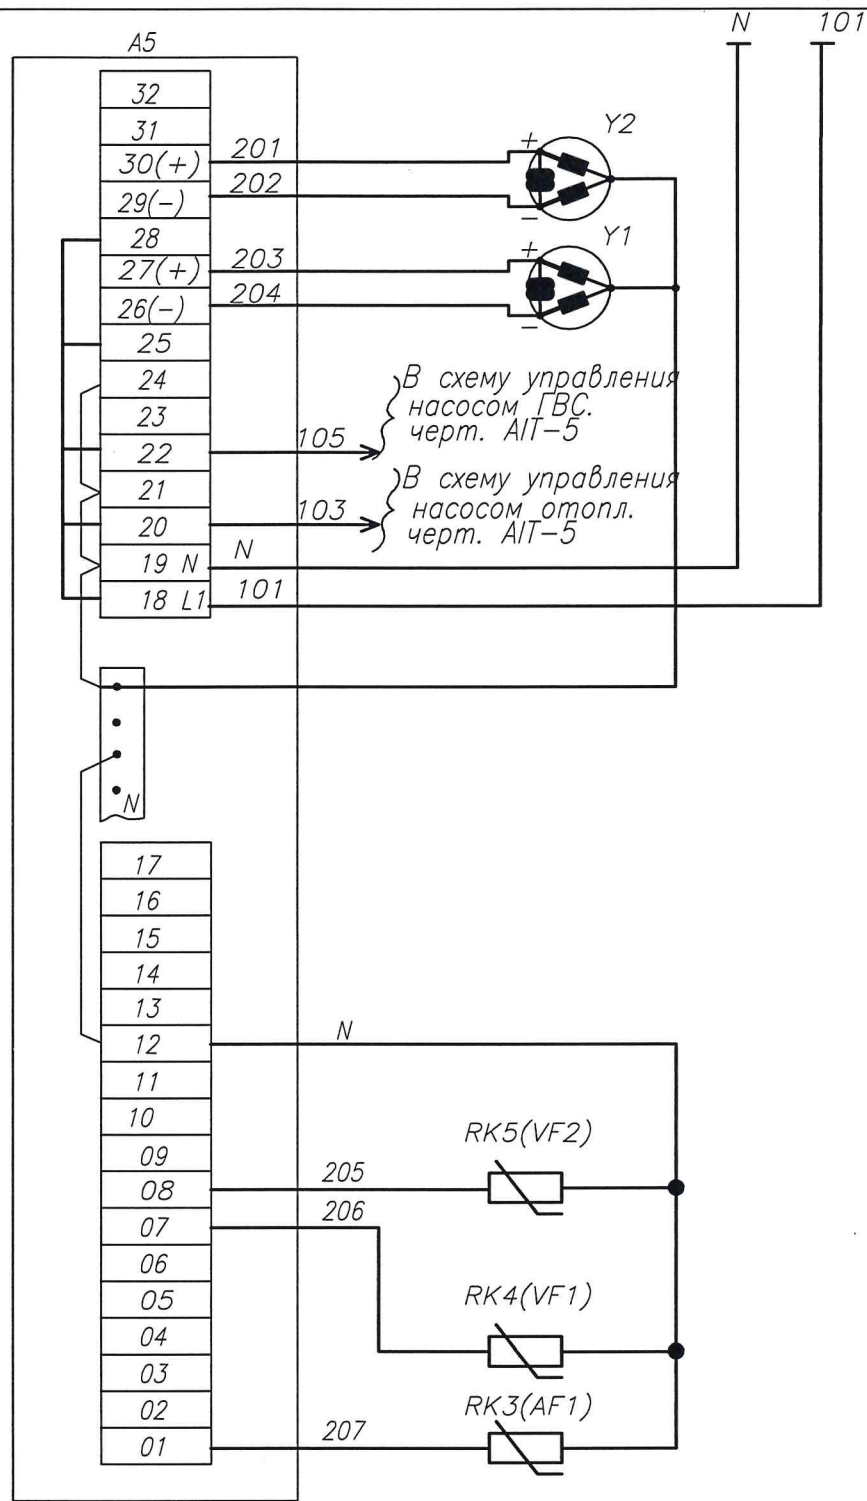 N 101
A5
32
31
30(+) 201
29(-) 202
28
27(+) 203
26(-) 204
25
24
23
22 105
21
20 103
19 N N
18 L1 101
+ Y2
-
+ Y1
-
В схему управления
насосом ГВС.
черт. АІТ-5
В схему управления
насосом отопл.
черт. АІТ-5
N
17
16
15
14
13
12 N
11
10
09
08 205
07 206
06
05
04
03
02
01 207
RK5(VF2)
RK4(VF1)
RK3(AF1)